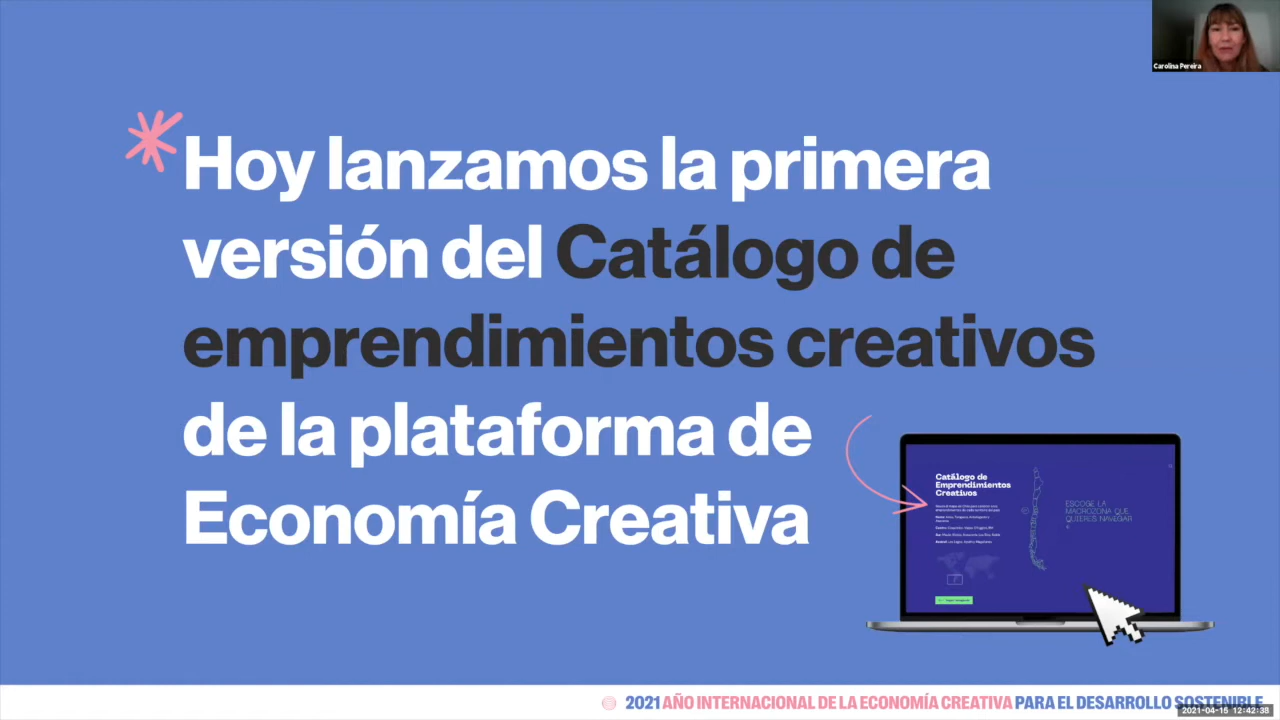 Carolina Pereira
Hoy lanzamos la primera
versión del Catálogo de
emprendimientos creativos
de la plataforma de
Economía Creativa
Catálogo de
Emprendimientos
Creativos
ESCOGE LA
MACROZONA QUE
QUIERES NAVEGAR
2021 AÑO INTERNACIONAL DE LA ECONOMÍA CREATIVA PARA EL DESARROLLO SOSTENIBLE
2021-04-15 12:42:38